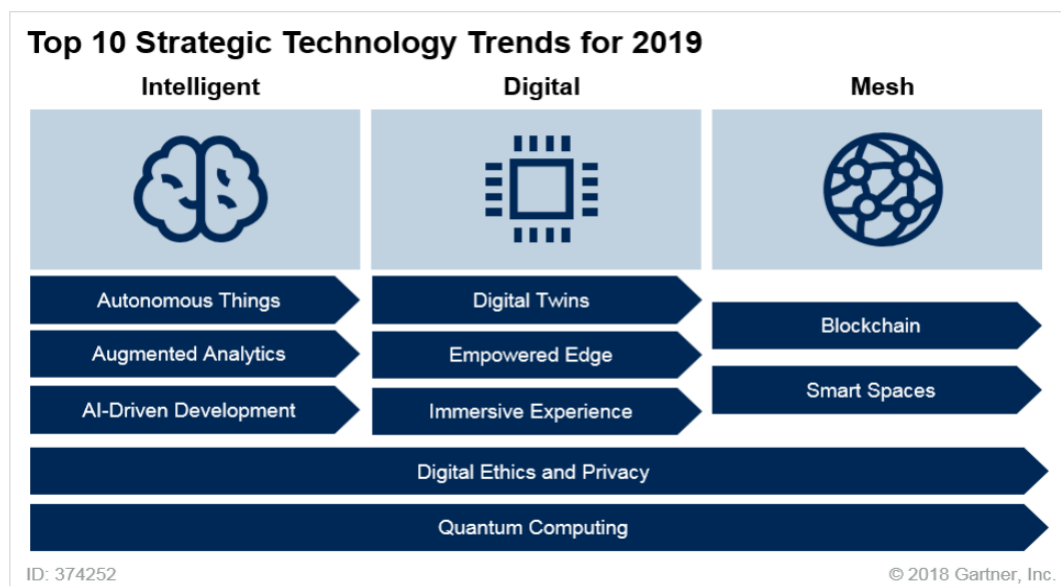 Top 10 Strategic Technology Trends for 2019
Intelligent
Digital
Mesh
Autonomous Things
Augmented Analytics
AI-Driven Development
Digital Twins
Empowered Edge
Immersive Experience
Blockchain
Smart Spaces
Digital Ethics and Privacy
Quantum Computing
ID: 374252
© 2018 Gartner, Inc.